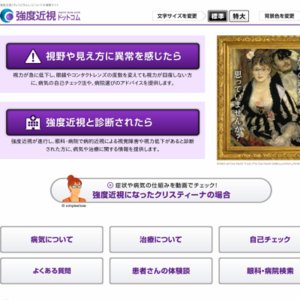 強度近視
ドットコム
文字サイズを変更
標準
特大
背景色を変更
視野や見え方に異常を感じたら
視力が急に低下し、眼鏡やコンタクトレンズの度数を変えても視力が回復しない方
に、病気の自己チェック法や、病院選びのアドバイスを提供します。
強度近視と診断されたら
強度近視が進行し、眼科・病院で病的近視による視覚障害や視力低下があると診断
された方に、病気や治療に関する情報を提供します。
症状や病気の仕組みを動画でチェック!
強度近視になったクリスティーナの場合
病気について
治療について
自己チェック
よくある質問
患者さんの体験談
眼科・病院検索